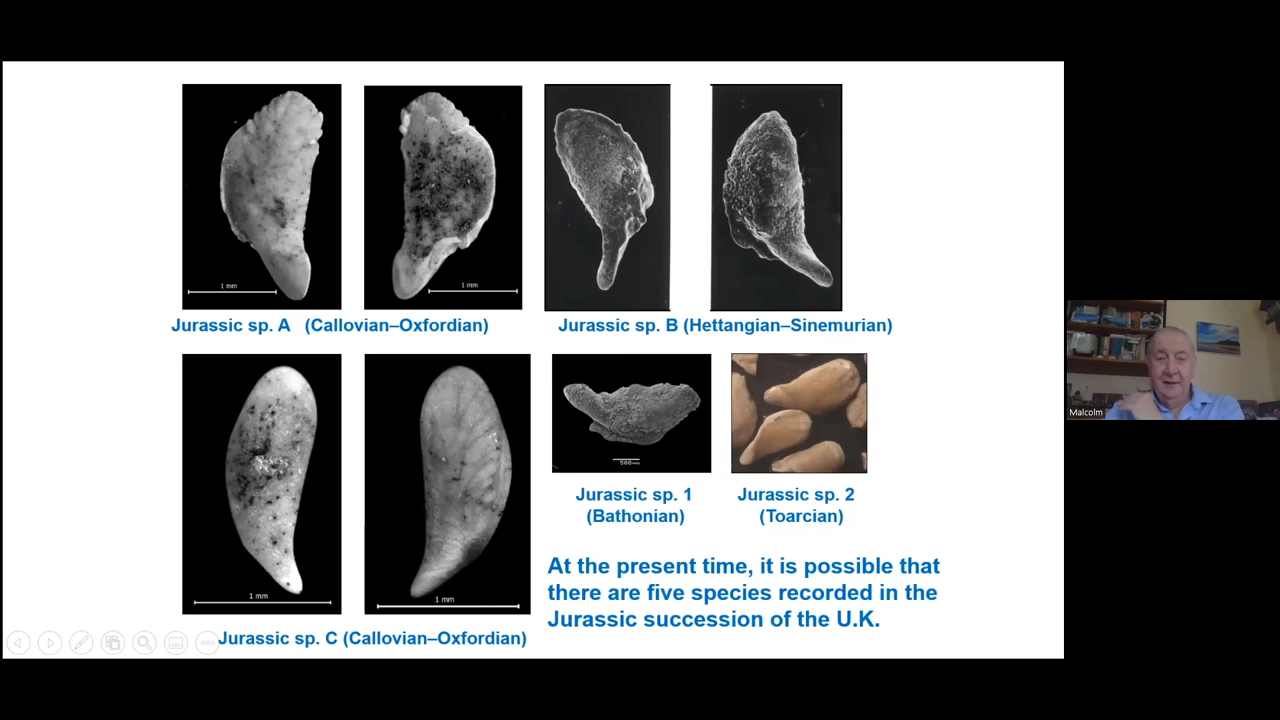 1 mm
1 mm
Jurassic sp. A (Callovian–Oxfordian)
Jurassic sp. B (Hettangian–Sinemurian)
500µm
Jurassic sp. 1
(Bathonian)
Jurassic sp. 2
(Toarcian)
1 mm
1 mm
Jurassic sp. C (Callovian–Oxfordian)
At the present time, it is possible that
there are five species recorded in the
Jurassic succession of the U.K.
Malcolm